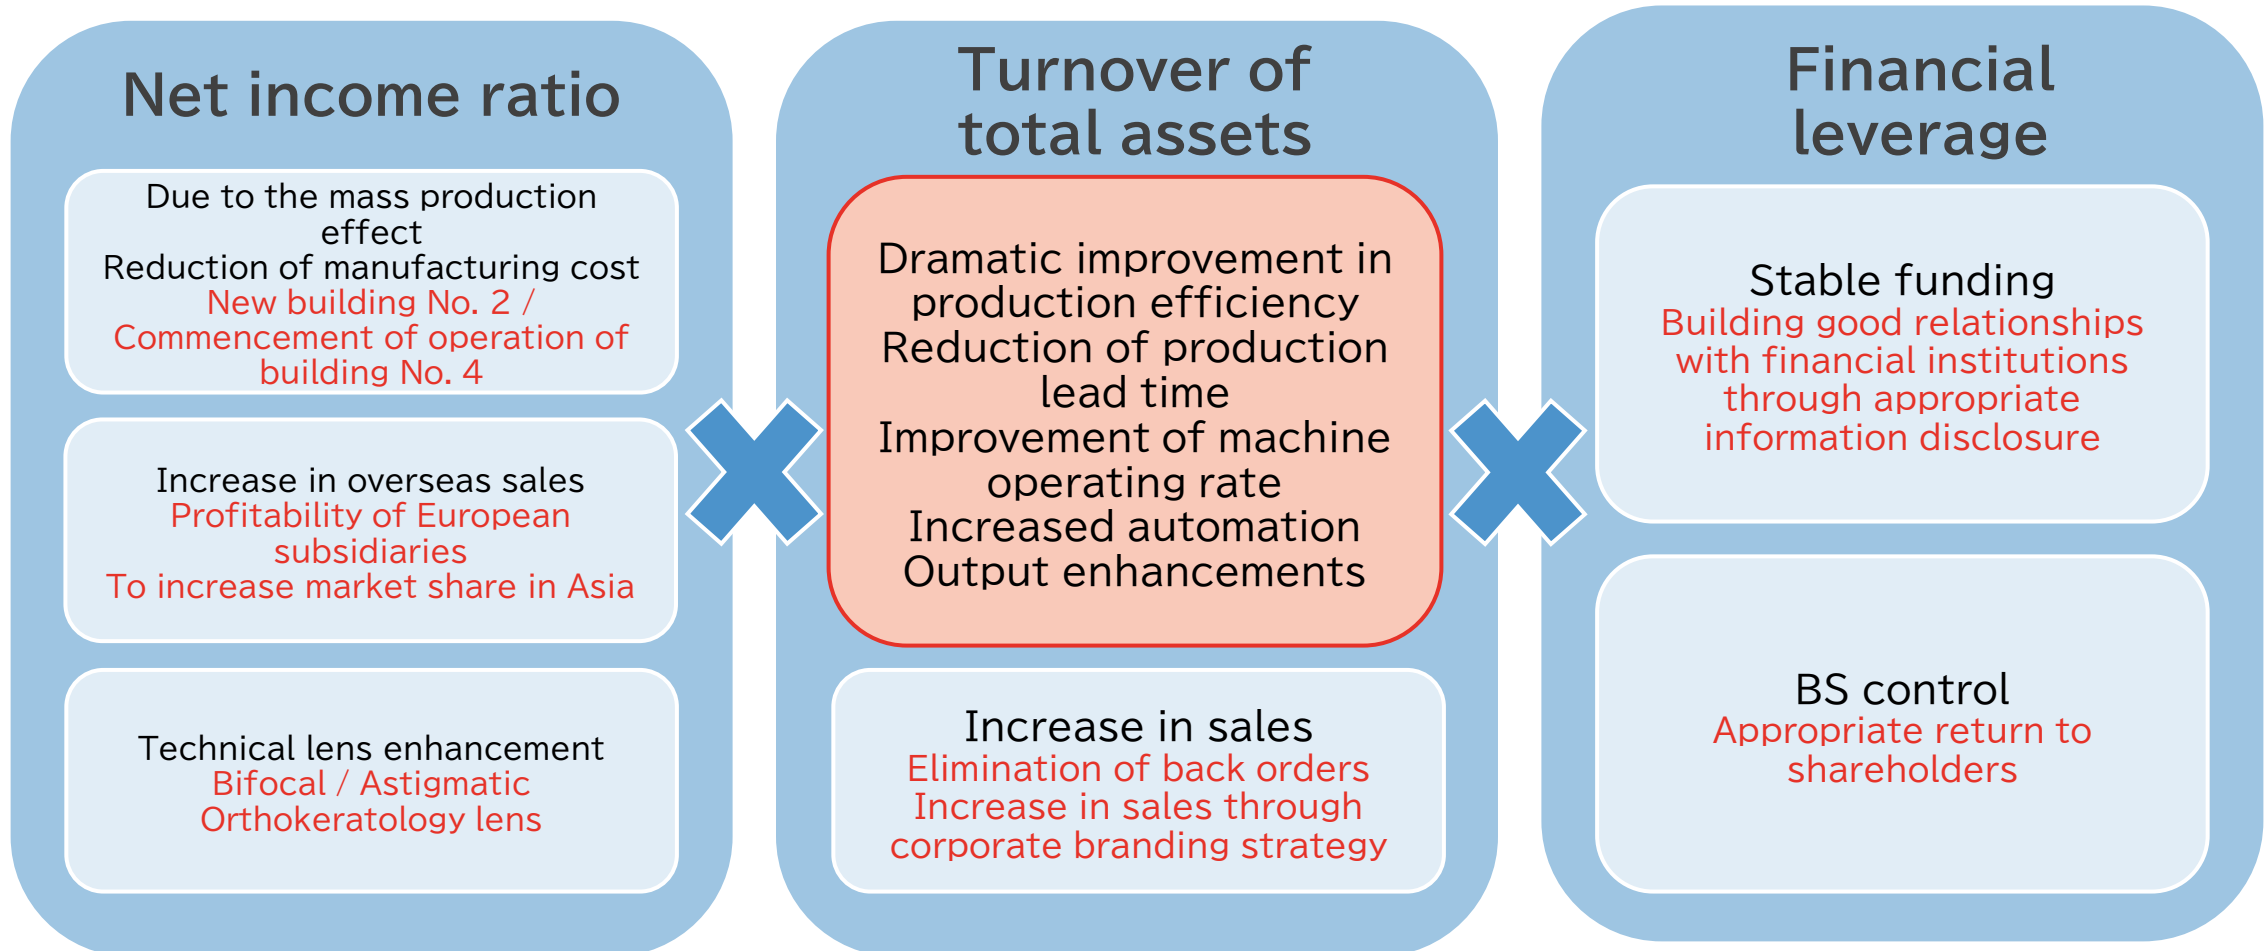 Net income ratio
Due to the mass production
effect
Reduction of manufacturing cost
New building No. 2 /
Commencement of operation of
building No. 4
Increase in overseas sales
Profitability of European
subsidiaries
To increase market share in Asia
Technical lens enhancement
Bifocal / Astigmatic
Orthokeratology lens
Turnover of
total assets
Dramatic improvement in
production efficiency
Reduction of production
lead time
Improvement of machine
operating rate
Increased automation
Output enhancements
Increase in sales
Elimination of back orders
Increase in sales through
corporate branding strategy
Financial
leverage
Stable funding
Building good relationships
with financial institutions
through appropriate
information disclosure
BS control
Appropriate return to
shareholders